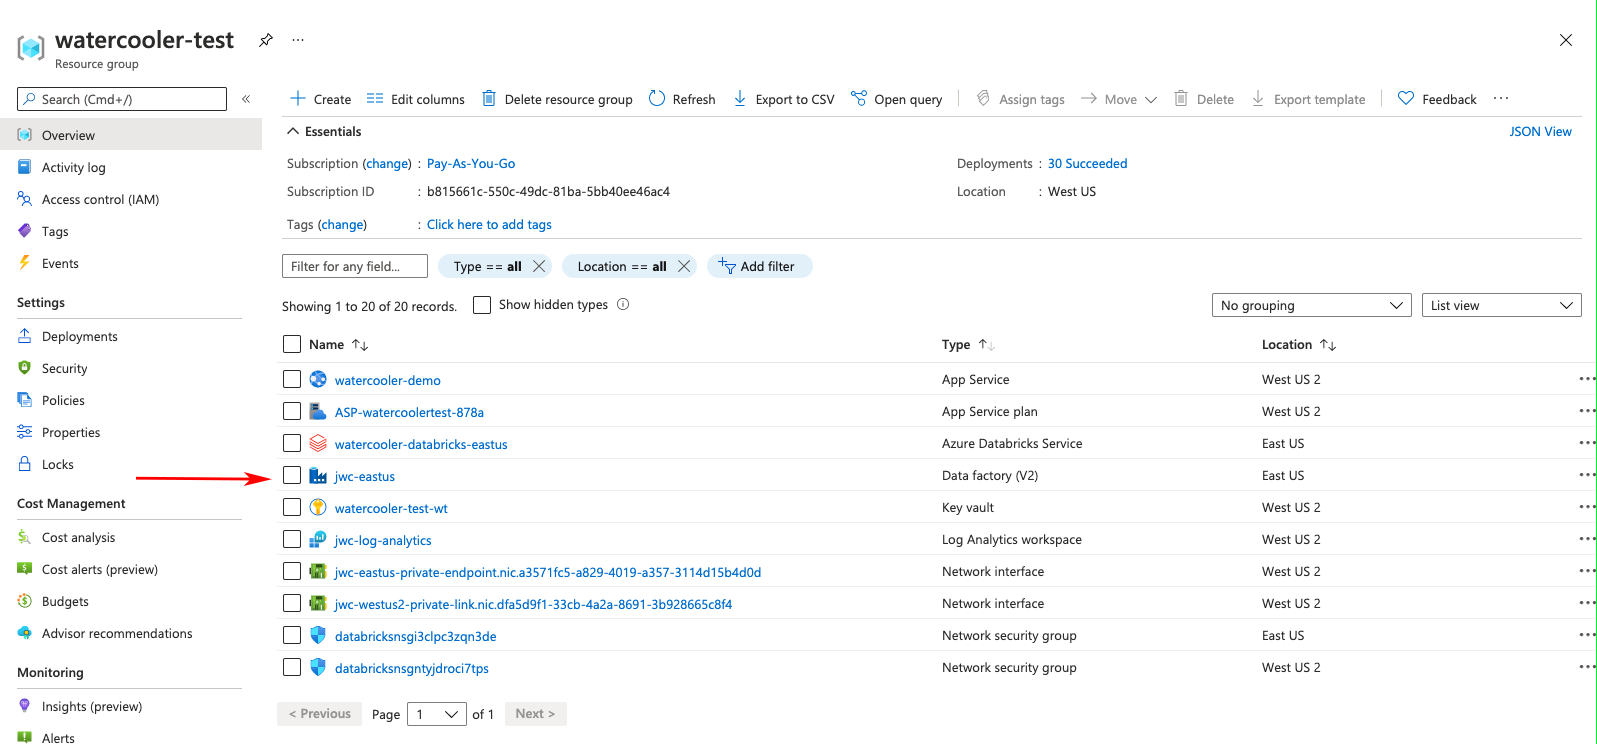 watercooler-test
Resource group
Search (Cmd+/)
Overview
Activity log
Access control (IAM)
Tags
Events
Settings
Deployments
Security
Policies
Properties
Locks
Cost Management
Cost analysis
Cost alerts (preview)
Budgets
Advisor recommendations
Monitoring
Insights (preview)
Alerts
Create Edit columns Delete resource group Refresh Export to CSV Open query Assign tags Move Delete Export template Feedback
Essentials JSON View
Subscription (change) : Pay-As-You-Go Deployments : 30 Succeeded
Subscription ID : b815661c-550c-49dc-81ba-5bb40ee46ac4 Location : West US
Tags (change) : Click here to add tags
Filter for any field... Type == all Location == all Add filter
Showing 1 to 20 of 20 records. Show hidden types No grouping List view
Name Type Location
watercooler-demo App Service West US 2
ASP-watercoolertest-878a App Service plan West US 2
watercooler-databricks-eastus Azure Databricks Service East US
jwc-eastus Data factory (V2) East US
watercooler-test-wt Key vault West US 2
jwc-log-analytics Log Analytics workspace West US 2
jwc-eastus-private-endpoint.nic.a3571fc5-a829-4019-a357-3114d15b4d0d Network interface West US 2
jwc-westus2-private-link.nic.dfa5d9f1-33cb-4a2a-8691-3b928665c8f4 Network interface West US 2
databricksnsgi3clpc3zqn3de Network security group East US
databricksnsgntyjdroci7tps Network security group West US 2
< Previous Page 1 of 1 Next >